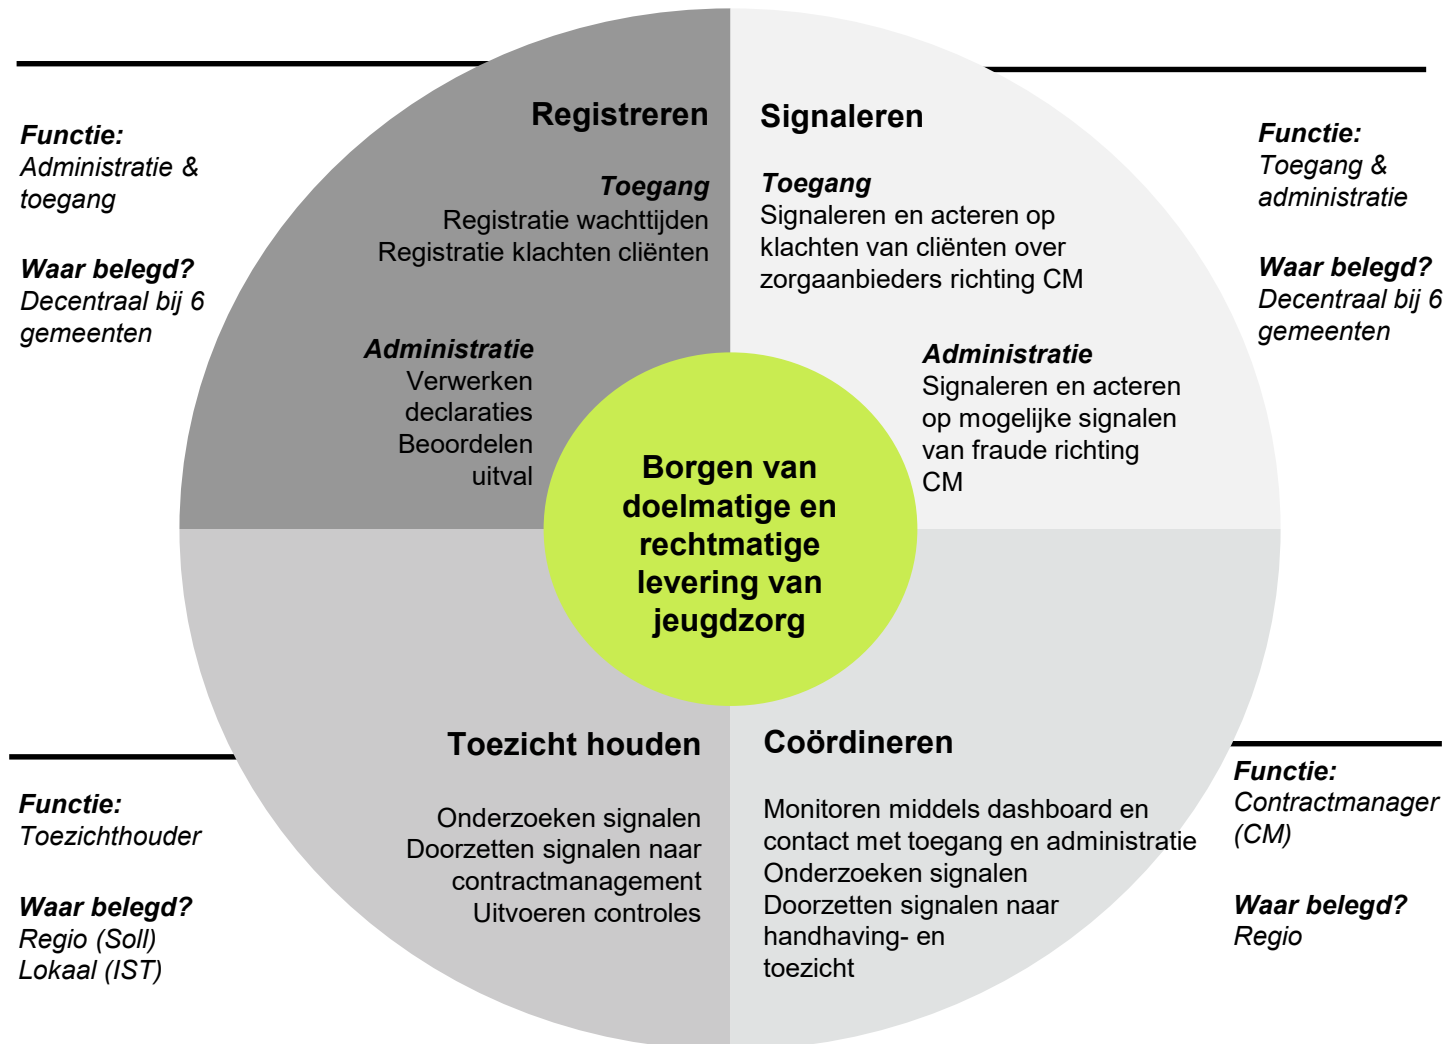 Functie:
Administratie &
toegang
Waar belegd?
Decentraal bij 6
gemeenten
Registreren
Toegang
Registratie wachttijden
Registratie klachten cliënten
Administratie
Verwerken
declaraties
Beoordelen
uitval
Signaleren
Toegang
Signaleren en acteren op
klachten van cliënten over
zorgaanbieders richting CM
Administratie
Signaleren en acteren
op mogelijke signalen
van fraude richting
CM
Functie:
Toegang &
administratie
Waar belegd?
Decentraal bij 6
gemeenten
Borgen van
doelmatige en
rechtmatige
levering van
jeugdzorg
Functie:
Toezichthouder
Waar belegd?
Regio (Soll)
Lokaal (IST)
Toezicht houden
Onderzoeken signalen
Doorzetten signalen naar
contractmanagement
Uitvoeren controles
Coördineren
Monitoren middels dashboard en
contact met toegang en administratie
Onderzoeken signalen
Doorzetten signalen naar
handhaving- en
toezicht
Functie:
Contractmanager
(CM)
Waar belegd?
Regio